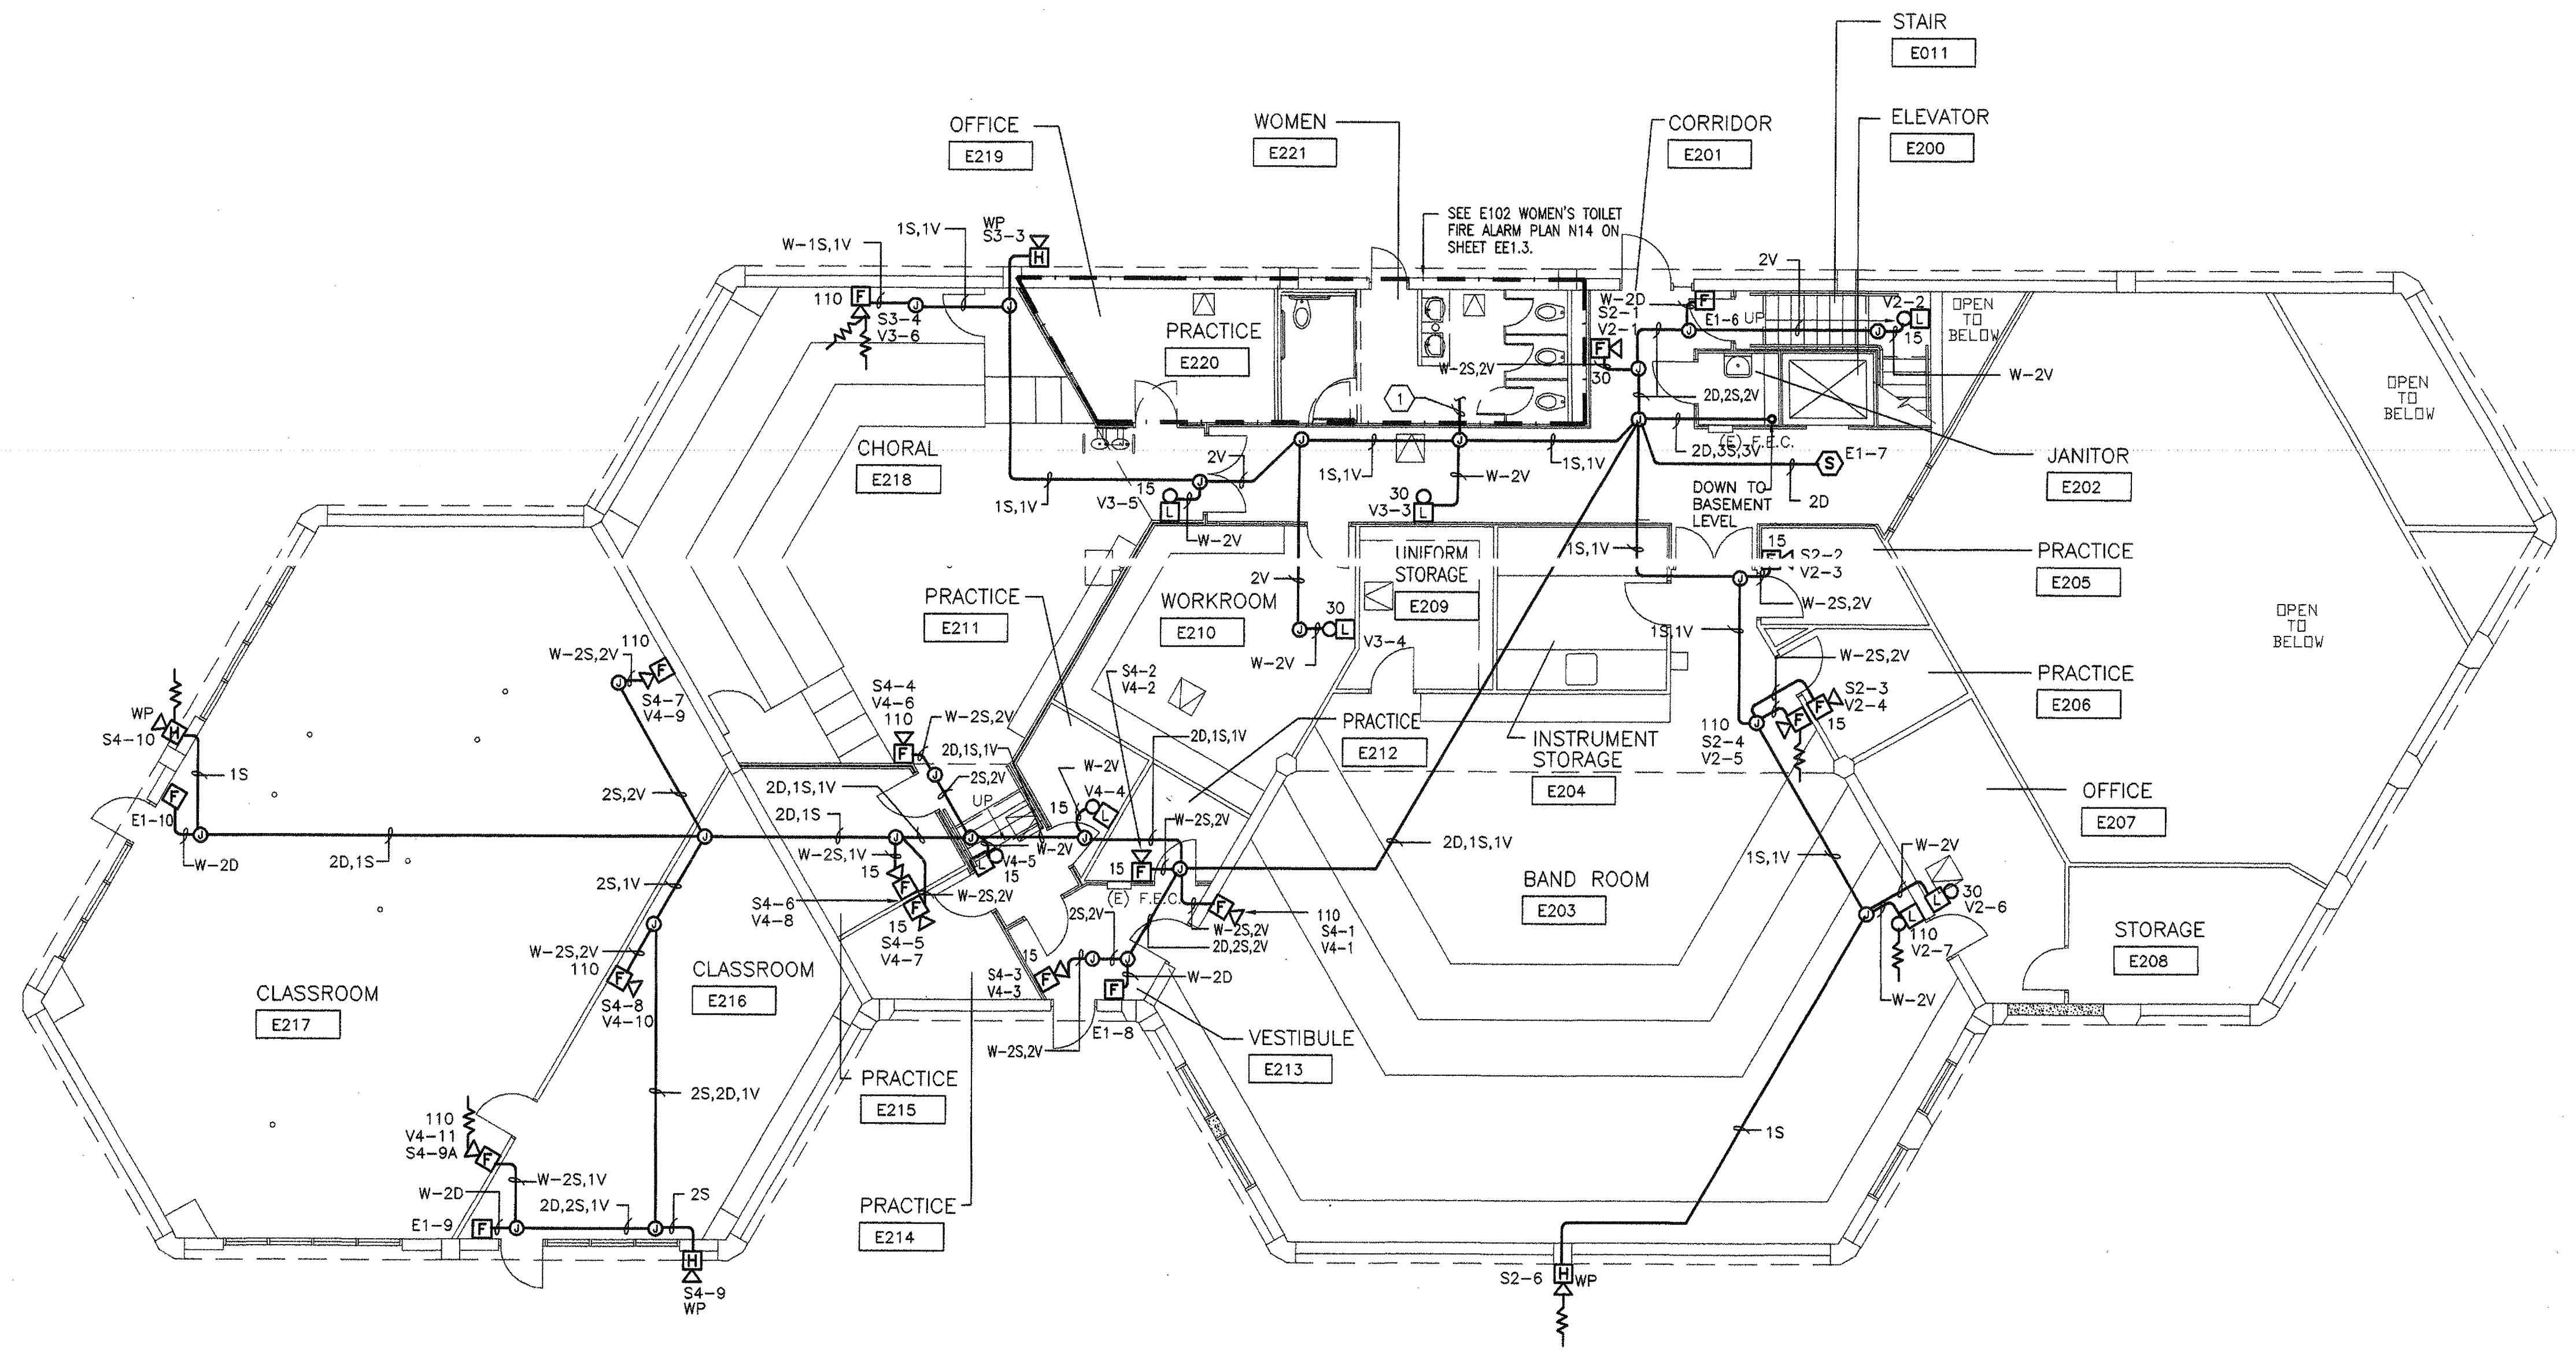 STAIR
E011
ELEVATOR
E200
OFFICE
E219
WOMEN
E221
CORRIDOR
E201
SEE E102 WOMEN'S TOILET
FIRE ALARM PLAN N14 ON
SHEET EE1.3.
WP
S3-3
H
1S,1V
W-1S,1V
110
F
S3-4
V3-6
J
J
PRACTICE
E220
2V
W-2D
S2-1
V2-1
F
E1-6
UP
V2-2
L
15
J
J
OPEN
TO
BELOW
F
30
W-2S,2V
J
W-2V
2D,2S,2V
J
OPEN
TO
BELOW
1
(E) F.E.C.
2D,3S,3V
S
E1-7
2D
DOWN TO
BASEMENT
LEVEL
JANITOR
E202
CHORAL
E218
1S,1V
2V
J
J
J
1S,1V
1S,1V
W-2V
15
V3-5
L
W-2V
30
V3-3
L
1S,1V
15
S2-2
V2-3
J
W-2S,2V
PRACTICE
E205
UNIFORM
STORAGE
E209
2V
WORKROOM
E210
30
J
L
V3-4
W-2V
PRACTICE
E211
1S,1V
OPEN
TO
BELOW
W-2S,2V
PRACTICE
E206
W-2S,2V
110
F
J
S4-7
V4-9
S4-2
V4-2
S4-4
V4-6
110
F
W-2S,2V
S2-3
V2-4
F
F
15
J
110
S2-4
V2-5
WP
H
S4-10
1S
PRACTICE
E212
2D,1S,1V
INSTRUMENT
STORAGE
E204
2D,1S,1V
J
2S,2V
W-2V
2D,1S,1V
OFFICE
E207
2S,2V
F
E1-10
J
W-2D
2D,1S
J
2D,1S
J
UP
J
15
V4-4
L
J
W-2S,2V
W-2V
2D,1S,1V
W-2S,1V
15
F
L
V4-5
15
15
F
J
1S,1V
W-2V
2S,1V
W-2S,2V
S4-6
V4-8
F
15
S4-5
V4-7
(E) F.E.C.
2S,2V
F
110
S4-1
V4-1
W-2S,2V
2D,2S,2V
BAND ROOM
E203
J
L
L
30
V2-6
110
V2-7
W-2V
J
W-2S,2V
110
F
S4-8
V4-10
CLASSROOM
E216
15
F
S4-3
V4-3
J
J
W-2D
F
E1-8
STORAGE
E208
CLASSROOM
E217
W-2S,2V
VESTIBULE
E213
2S,2D,1V
PRACTICE
E215
110
V4-11
S4-9A
F
W-2S,1V
1S
W-2D
2D,2S,1V
2S
PRACTICE
E214
E1-9
F
J
J
H
S4-9
WP
S2-6
H
WP